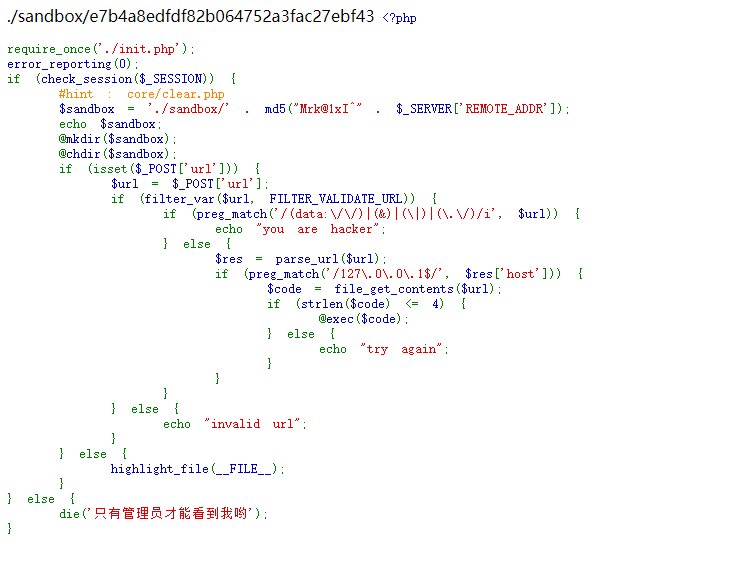 ./sandbox/e7b4a8edfdf82b064752a3fac27ebf43 <?php
require_once('./init.php');
error_reporting(0);
if (check_session($_SESSION)) {
#hint : core/clear.php
$sandbox = './sandbox/' . md5("Mrk@1xI^" . $_SERVER['REMOTE_ADDR']);
echo $sandbox;
@mkdir($sandbox);
@chdir($sandbox);
if (isset($_POST['url'])) {
$url = $_POST['url'];
if (filter_var($url, FILTER_VALIDATE_URL)) {
if (preg_match('/(data:\/\/)|(&)|(\|)|(\.\/)/i', $url)) {
echo "you are hacker";
} else {
$res = parse_url($url);
if (preg_match('/127\.0\.0\.1$/', $res['host'])) {
$code = file_get_contents($url);
if (strlen($code) <= 4) {
@exec($code);
} else {
echo "try again";
}
}
}
} else {
echo "invalid url";
}
} else {
highlight_file(__FILE__);
}
} else {
die('只有管理员才能看到我哟');
}